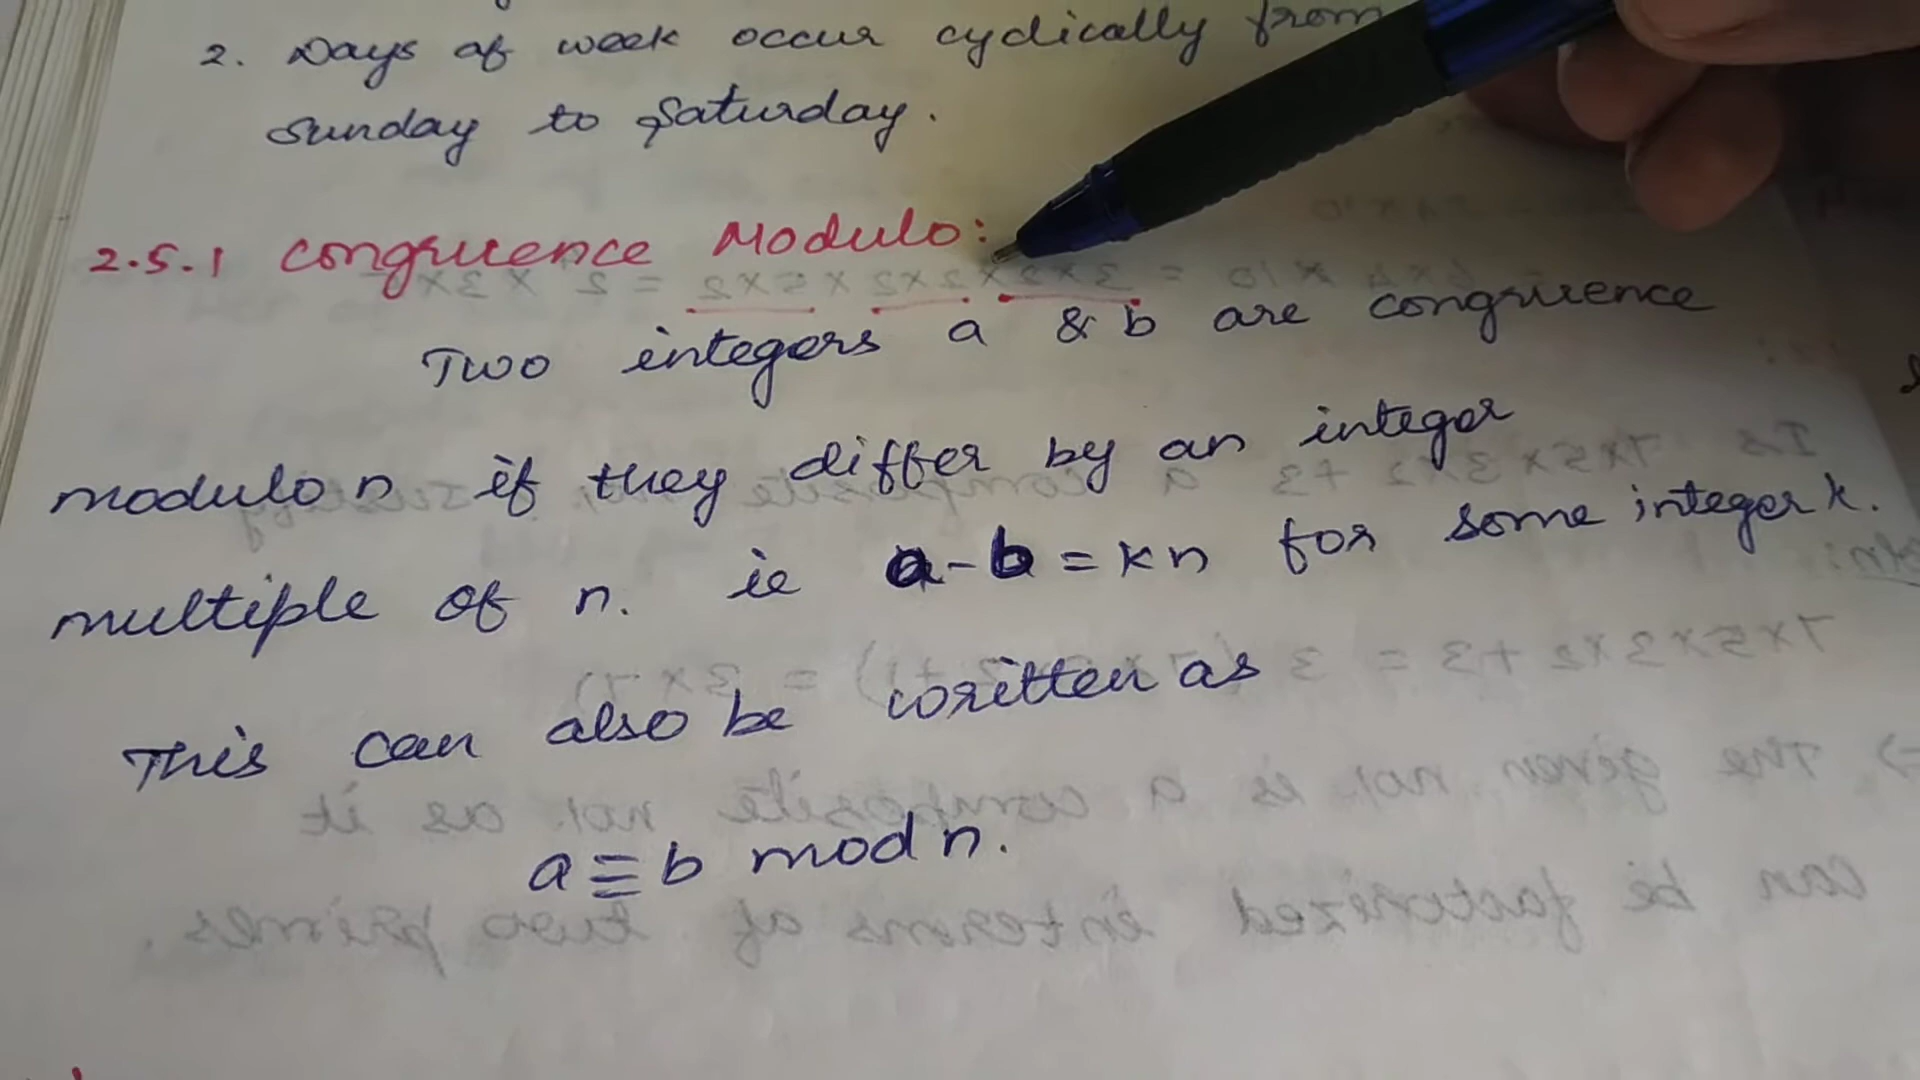 2. Days of week occur cyclically from
Sunday to Saturday.
2.5.1 Congruence Modulo:
Two integers a & b are congruence
modulo n if they differ by an integer
multiple of n. ie a-b=kn for some integer k.
This can also be written as
a≡b mod n.